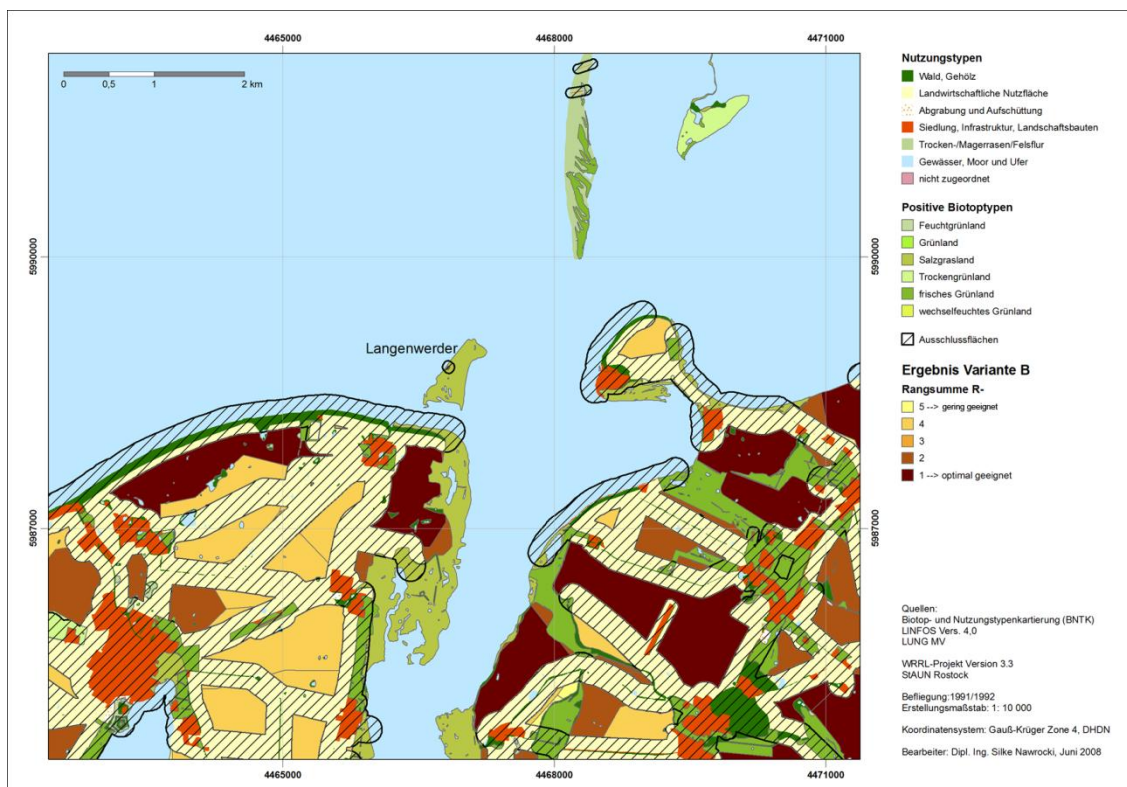 4465000
4468000
4471000
0
0,5
1
2 km
5990000
5990000
Langenwerder
5987000
5987000
4465000
4468000
4471000
Nutzungstypen
Wald, Gehölz
Landwirtschaftliche Nutzfläche
Abgrabung und Aufschüttung
Siedlung, Infrastruktur, Landschaftsbauten
Trocken-/Magerrasen/Felsflur
Gewässer, Moor und Ufer
nicht zugeordnet
Positive Biotoptypen
Feuchtgrünland
Grünland
Salzgrasland
Trockengrünland
frisches Grünland
wechselfeuchtes Grünland
Ausschlussflächen
Ergebnis Variante B
Rangsumme R-
5 --> gering geeignet
4
3
2
1 --> optimal geeignet
Quellen:
Biotop- und Nutzungstypenkartierung (BNTK)
LINFOS Vers. 4,0
LUNG MV
WRRL-Projekt Version 3.3
StAUN Rostock
Befliegung:1991/1992
Erstellungsmaßstab: 1: 10 000
Koordinatensystem: Gauß-Krüger Zone 4, DHDN
Bearbeiter: Dipl. Ing. Silke Nawrocki, Juni 2008